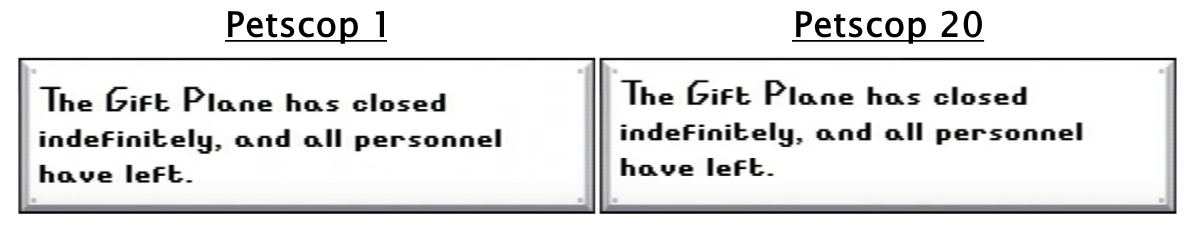 Petscop 1
The Gift Plane has closed
indefinitely, and all personnel
have left.
Petscop 20
The Gift Plane has closed
indefinitely, and all personnel
have left.